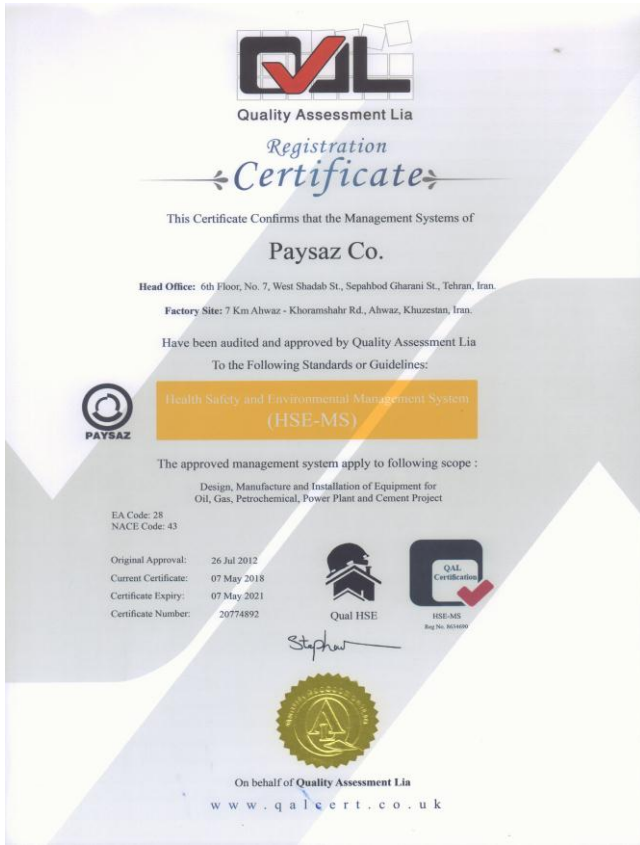 QAL
Quality Assessment Lia
Registration
Certificate
This Certificate Confirms that the Management Systems of
Paysaz Co.
Head Office: 6th Floor, No. 7, West Shadab St., Sepahbod Gharani St., Tehran, Iran.
Factory Site: 7 Km Ahwaz - Khoramshahr Rd., Ahwaz, Khuzestan, Iran.
Have been audited and approved by Quality Assessment Lia
To the Following Standards or Guidelines:
Health Safety and Environmental Management System
(HSE-MS)
PAYSAZ
The approved management system apply to following scope :
Design, Manufacture and Installation of Equipment for
Oil, Gas, Petrochemical, Power Plant and Cement Project
EA Code: 28
NACE Code: 43
Original Approval: 26 Jul 2012
Current Certificate: 07 May 2018
Certificate Expiry: 07 May 2021
Certificate Number: 20774892
Qual HSE
QAL
Certification
HSE-MS
Reg No. 8634690
Stephan
On behalf of Quality Assessment Lia
www.qalcert.co.uk